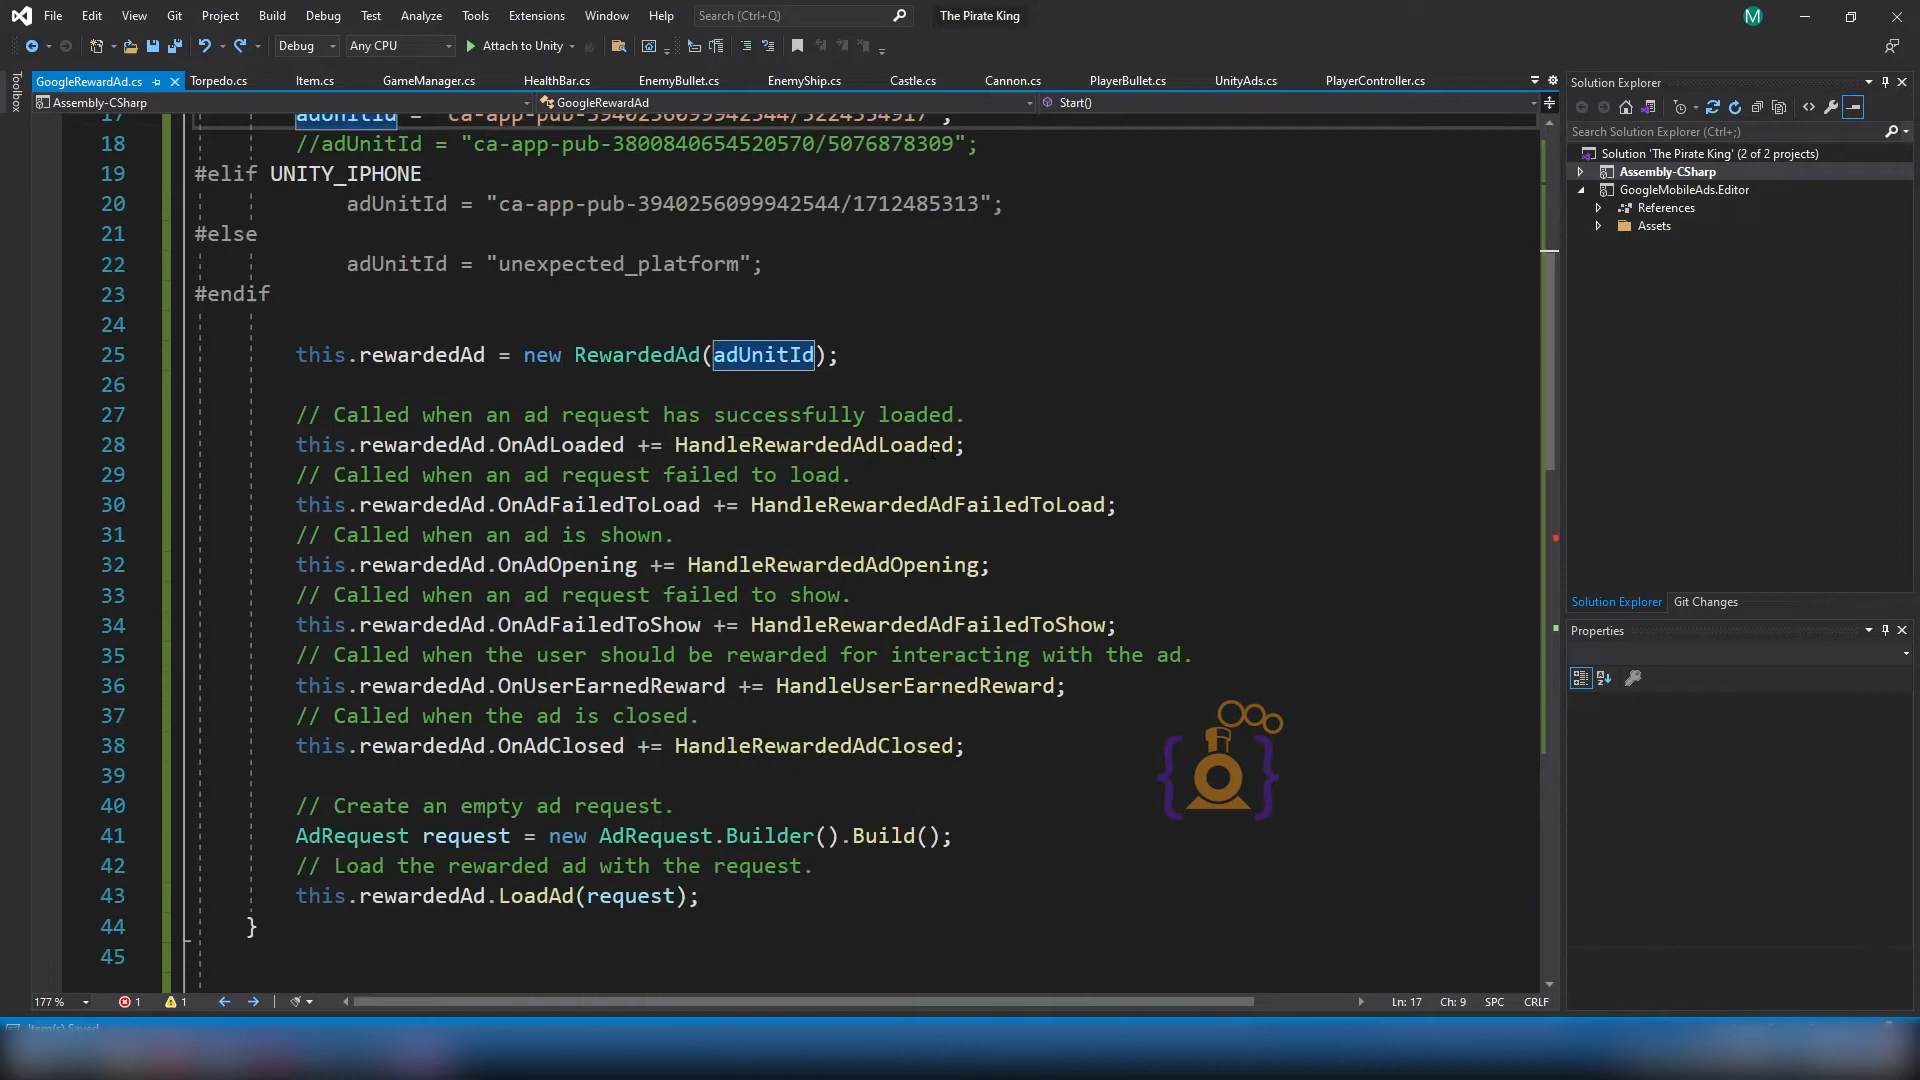 File Edit View Git Project Build Debug Test Analyze Tools Extensions Window Help Search (Ctrl+Q) The Pirate King M
Debug Any CPU Attach to Unity
Toolbox
GoogleRewardAd.cs Torpedo.cs Item.cs GameManager.cs HealthBar.cs EnemyBullet.cs EnemyShip.cs Castle.cs Cannon.cs PlayerBullet.cs UnityAds.cs PlayerController.cs
Assembly-CSharp GoogleRewardAd Start()
17 adUnitId = "ca-app-pub-3940256099942544/5224354917";
18 //adUnitId = "ca-app-pub-3800840654520570/5076878309";
19 #elif UNITY_IPHONE
20 adUnitId = "ca-app-pub-3940256099942544/1712485313";
21 #else
22 adUnitId = "unexpected_platform";
23 #endif
24
25 this.rewardedAd = new RewardedAd(adUnitId);
26
27 // Called when an ad request has successfully loaded.
28 this.rewardedAd.OnAdLoaded += HandleRewardedAdLoaded;
29 // Called when an ad request failed to load.
30 this.rewardedAd.OnAdFailedToLoad += HandleRewardedAdFailedToLoad;
31 // Called when an ad is shown.
32 this.rewardedAd.OnAdOpening += HandleRewardedAdOpening;
33 // Called when an ad request failed to show.
34 this.rewardedAd.OnAdFailedToShow += HandleRewardedAdFailedToShow;
35 // Called when the user should be rewarded for interacting with the ad.
36 this.rewardedAd.OnUserEarnedReward += HandleUserEarnedReward;
37 // Called when the ad is closed.
38 this.rewardedAd.OnAdClosed += HandleRewardedAdClosed;
39
40 // Create an empty ad request.
41 AdRequest request = new AdRequest.Builder().Build();
42 // Load the rewarded ad with the request.
43 this.rewardedAd.LoadAd(request);
44 }
45
177 % 1 1 Ln: 17 Ch: 9 SPC CRLF
Item(s) Saved
Solution Explorer
Search Solution Explorer (Ctrl+;)
Solution 'The Pirate King' (2 of 2 projects)
Assembly-CSharp
GoogleMobileAds.Editor
References
Assets
Solution Explorer Git Changes
Properties